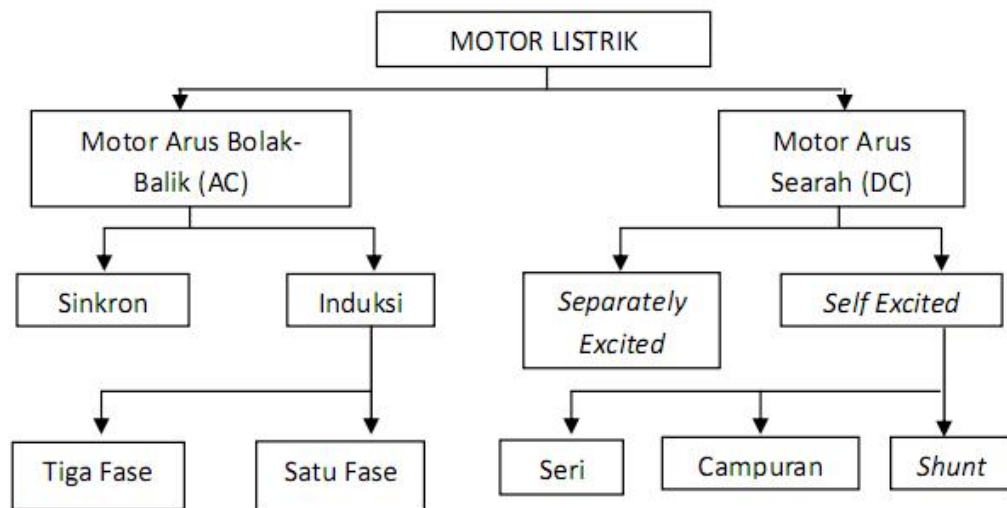 MOTOR LISTRIK
Motor Arus Bolak-
Balik (AC)
Motor Arus
Searah (DC)
Sinkron
Induksi
Separately
Excited
Self Excited
Tiga Fase
Satu Fase
Seri
Campuran
Shunt